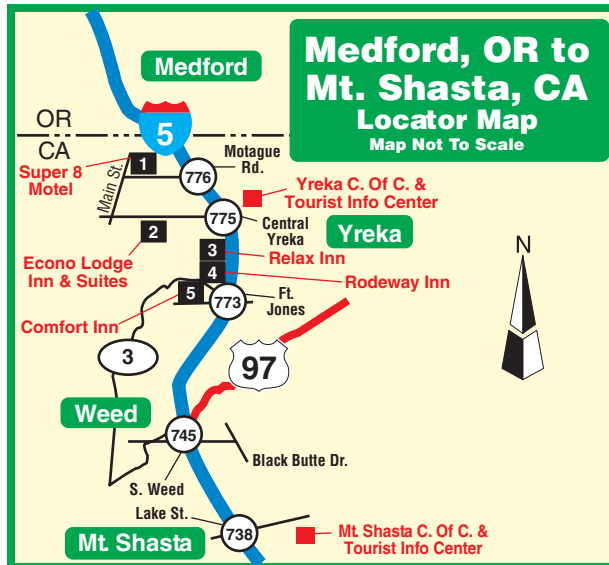 Medford
Medford, OR to
Mt. Shasta, CA
Locator Map
Map Not To Scale
OR
CA
5
Super 8
Motel
1
Main St.
Motague
Rd.
776
Yreka C. Of C. &
Tourist Info Center
775
Central
Yreka
Yreka
2
Econo Lodge
Inn & Suites
3
Relax Inn
4
Rodeway Inn
5
Comfort Inn
773
Ft.
Jones
N
3
97
Weed
745
Black Butte Dr.
S. Weed
Lake St.
738
Mt. Shasta
Mt. Shasta C. Of C. &
Tourist Info Center